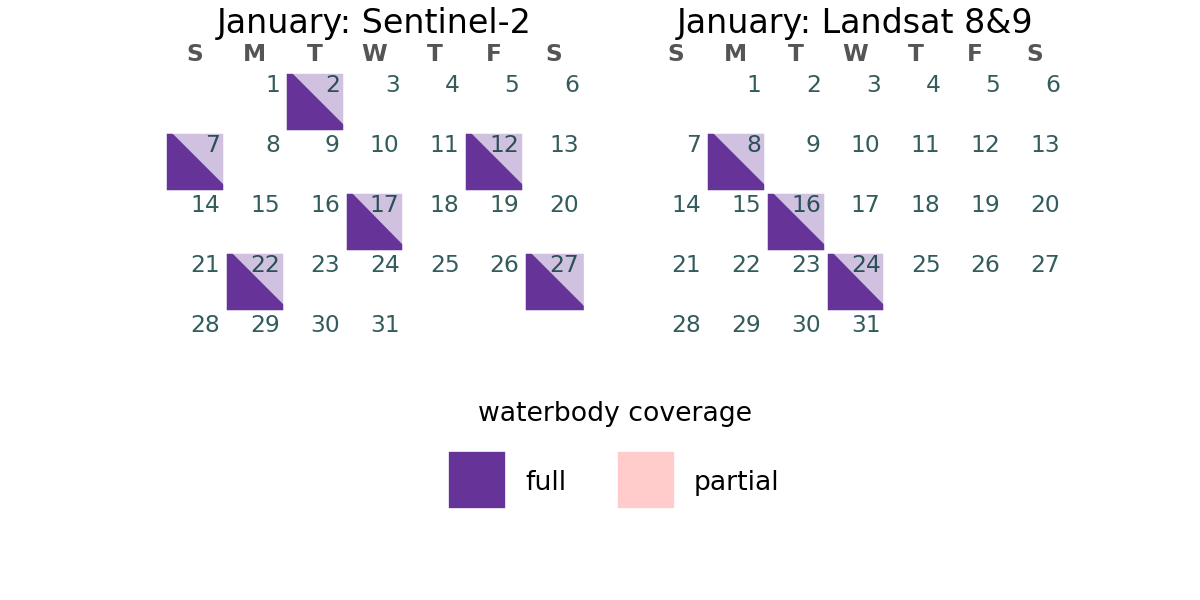 January: Sentinel-2
S M T W T F S
1 2 3 4 5 6
7 8 9 10 11 12 13
14 15 16 17 18 19 20
21 22 23 24 25 26 27
28 29 30 31
January: Landsat 8&9
S M T W T F S
1 2 3 4 5 6
7 8 9 10 11 12 13
14 15 16 17 18 19 20
21 22 23 24 25 26 27
28 29 30 31
waterbody coverage
full partial